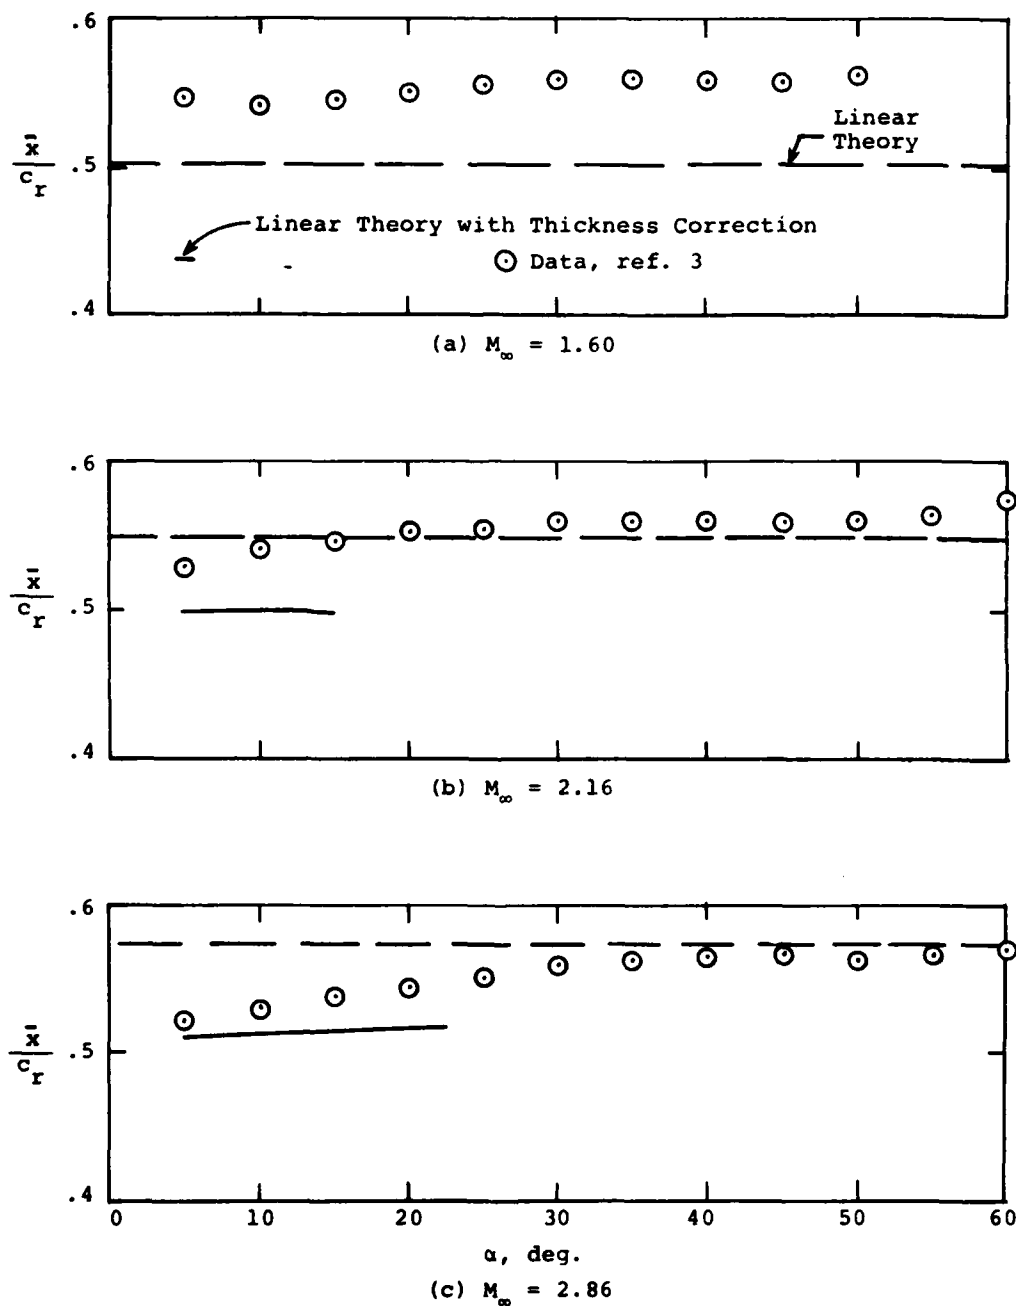 .6
x̄
c_r
.5
Linear
Theory
Linear Theory with Thickness Correction
⊙ Data, ref. 3
.4
(a) M∞ = 1.60
.6
x̄
c_r
.5
.4
(b) M∞ = 2.16
.6
x̄
c_r
.5
.4
0 10 20 30 40 50 60
α, deg.
(c) M∞ = 2.86